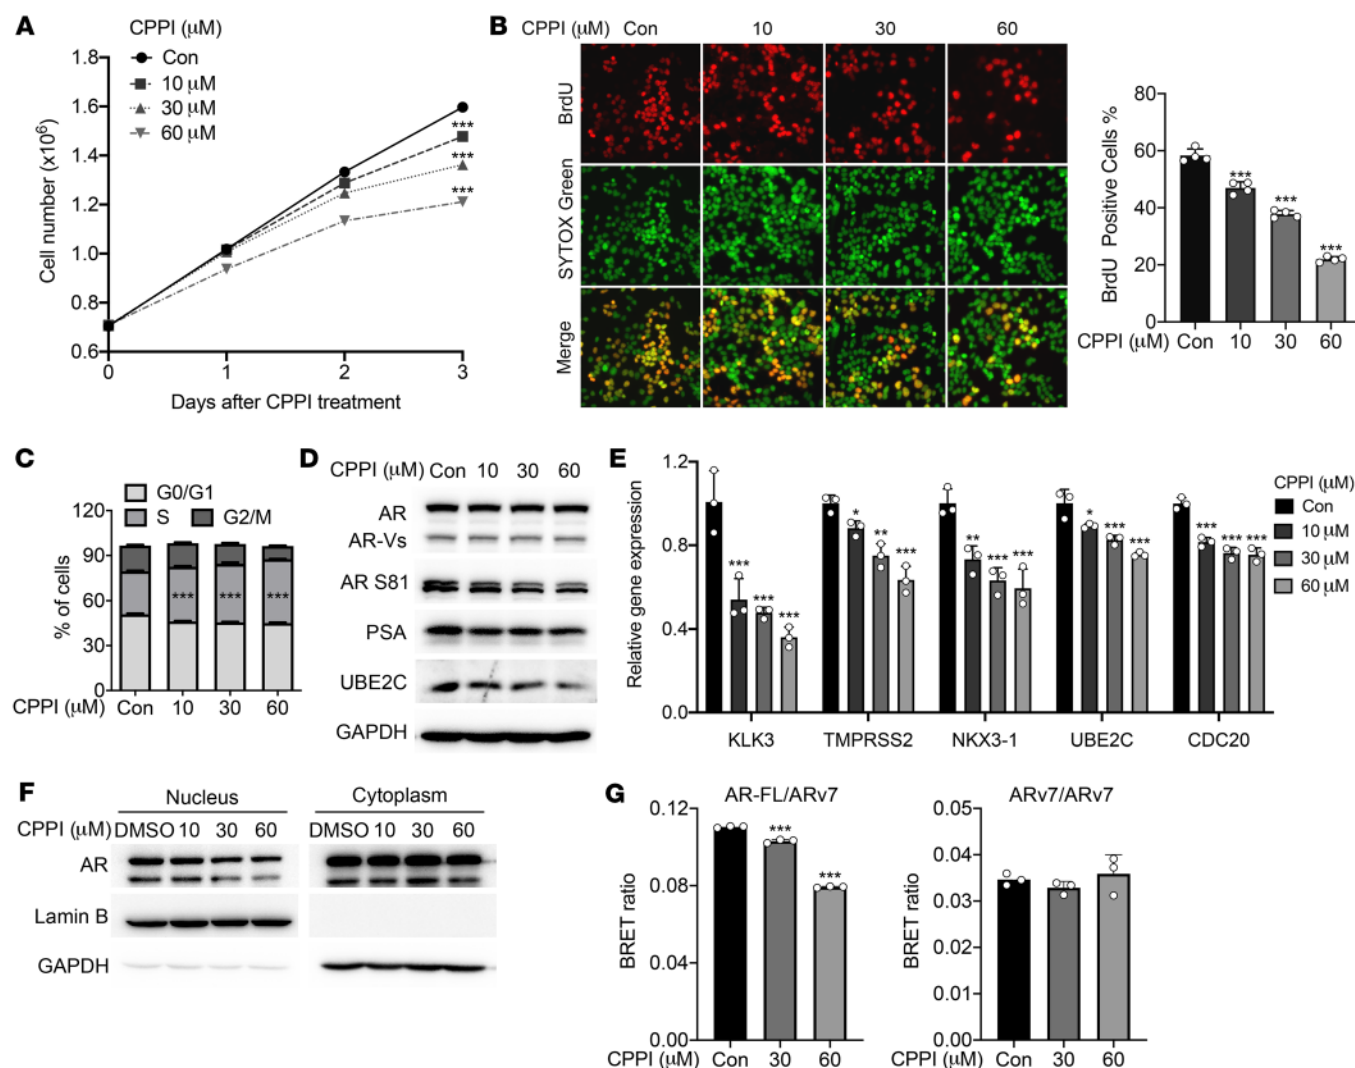 A
CPPI (μM)
Con
10 μM
30 μM
60 μM
Cell number (x10⁶)
1.8
1.6
1.4
1.2
1.0
0.8
0.6
***
***
***
0 1 2 3
Days after CPPI treatment
B
CPPI (μM) Con 10 30 60
BrdU
SYTOX Green
Merge
BrdU Positive Cells %
80
60
40
20
0
***
***
***
CPPI (μM) Con 10 30 60
C
G0/G1
S G2/M
% of cells
120
90
60
30
0
*** *** ***
CPPI (μM) Con 10 30 60
D
CPPI (μM) Con 10 30 60
AR
AR-Vs
AR S81
PSA
UBE2C
GAPDH
E
Relative gene expression
1.2
0.8
0.4
0.0
*** *** ***
* ** ***
** *** ***
* *** ***
*** *** ***
KLK3 TMPRSS2 NKX3-1 UBE2C CDC20
CPPI (μM)
Con
10 μM
30 μM
60 μM
F
Nucleus Cytoplasm
CPPI (μM) DMSO 10 30 60 DMSO 10 30 60
AR
Lamin B
GAPDH
G
AR-FL/ARv7
BRET ratio
0.12
0.08
0.04
0.00
***
***
CPPI (μM) Con 30 60
ARv7/ARv7
BRET ratio
0.05
0.04
0.03
0.02
0.01
0.00
CPPI (μM) Con 30 60